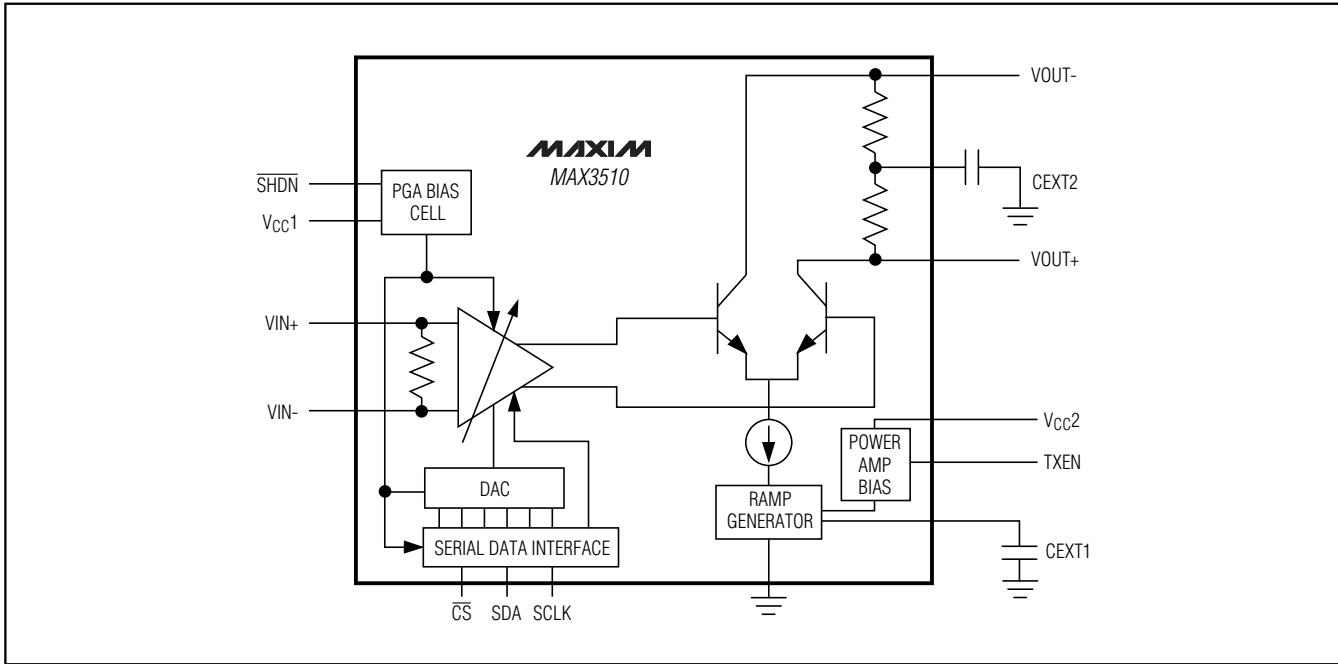 VOUT-
MAXIM
MAX3510
SHDN
PGA BIAS
CELL
VCC1
CEXT2
VOUT+
VIN+
VIN-
VCC2
POWER
AMP
BIAS
TXEN
DAC
RAMP
GENERATOR
SERIAL DATA INTERFACE
CEXT1
CS SDA SCLK